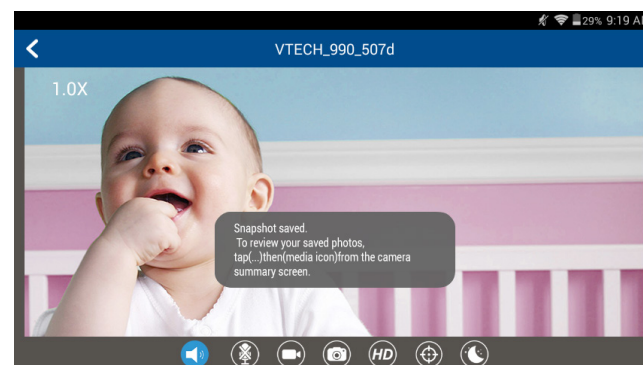 29% 9:19 A
VTECH_990_507d
1.0X
Snapshot saved.
To review your saved photos,
tap(...)then(media icon)from the camera
summary screen.
HD